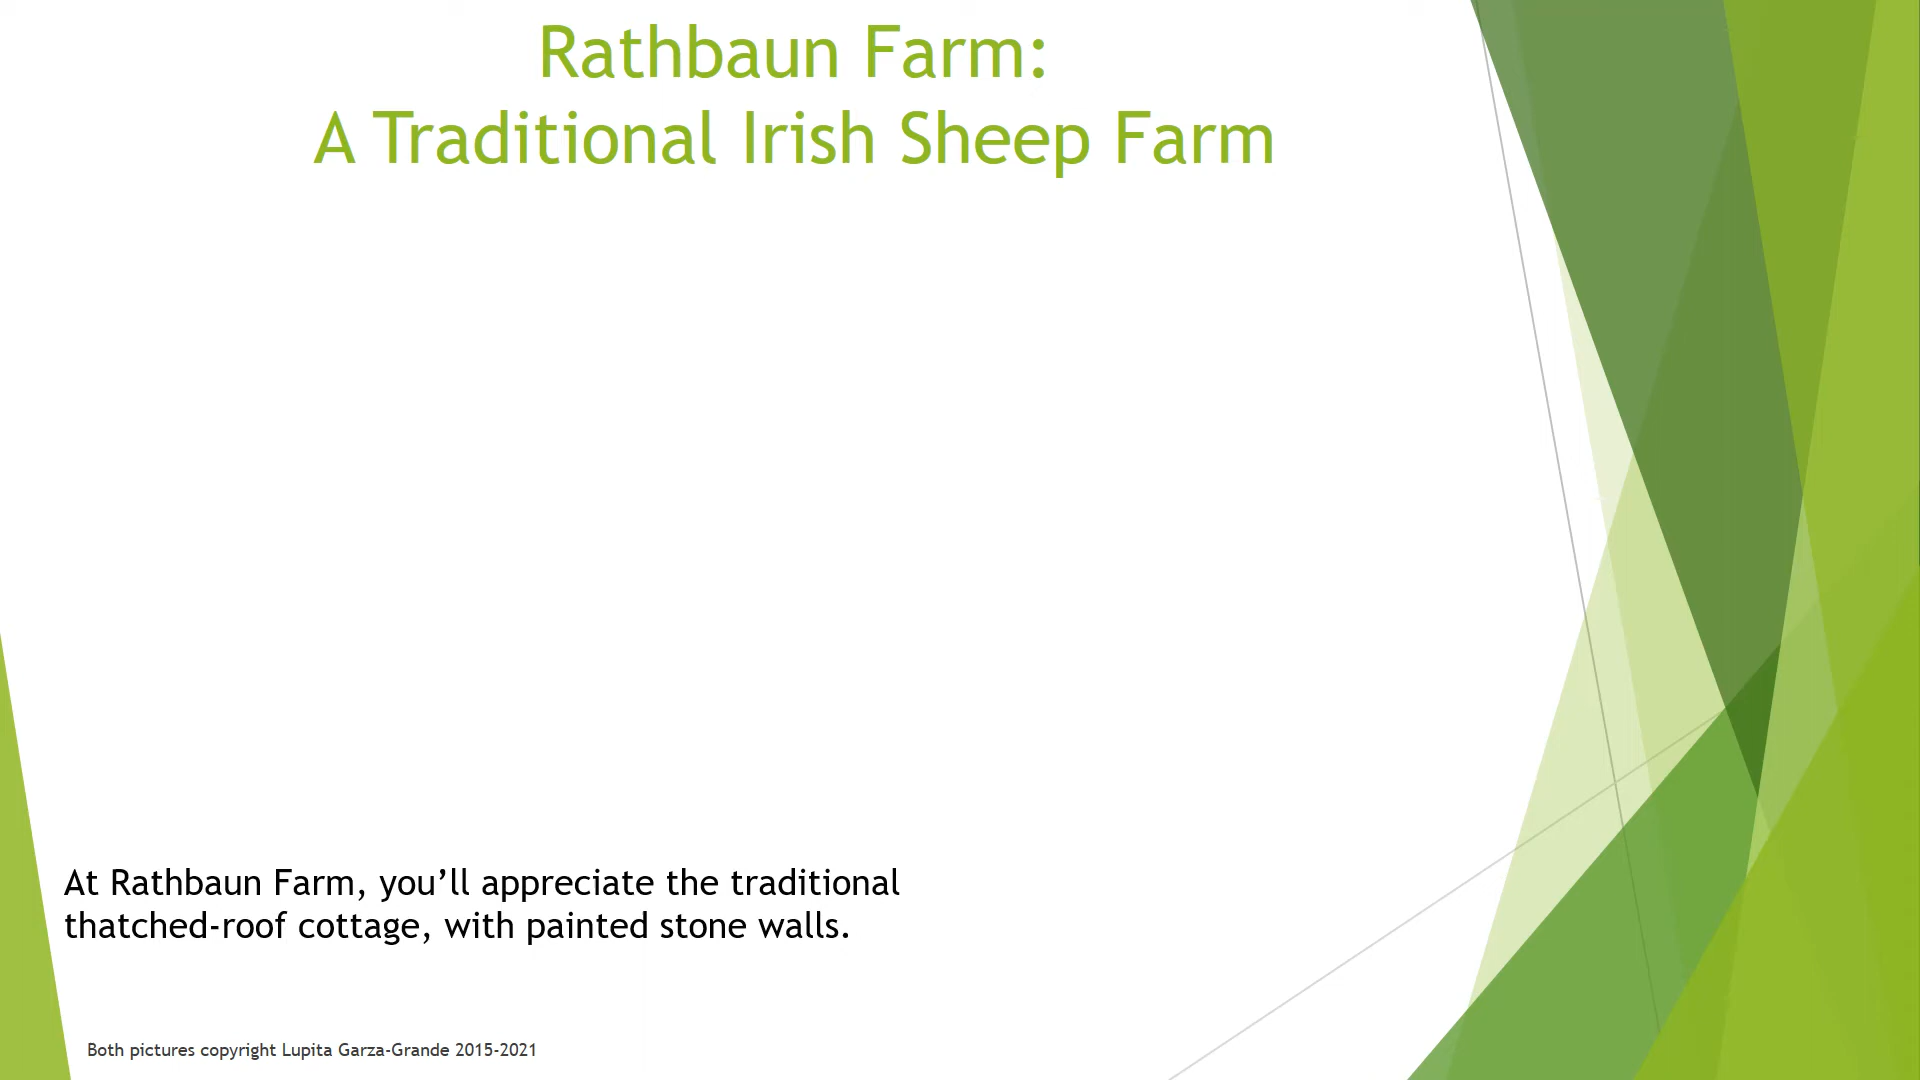 Rathbaun Farm:
A Traditional Irish Sheep Farm
At Rathbaun Farm, you’ll appreciate the traditional
thatched-roof cottage, with painted stone walls.
Both pictures copyright Lupita Garza-Grande 2015-2021